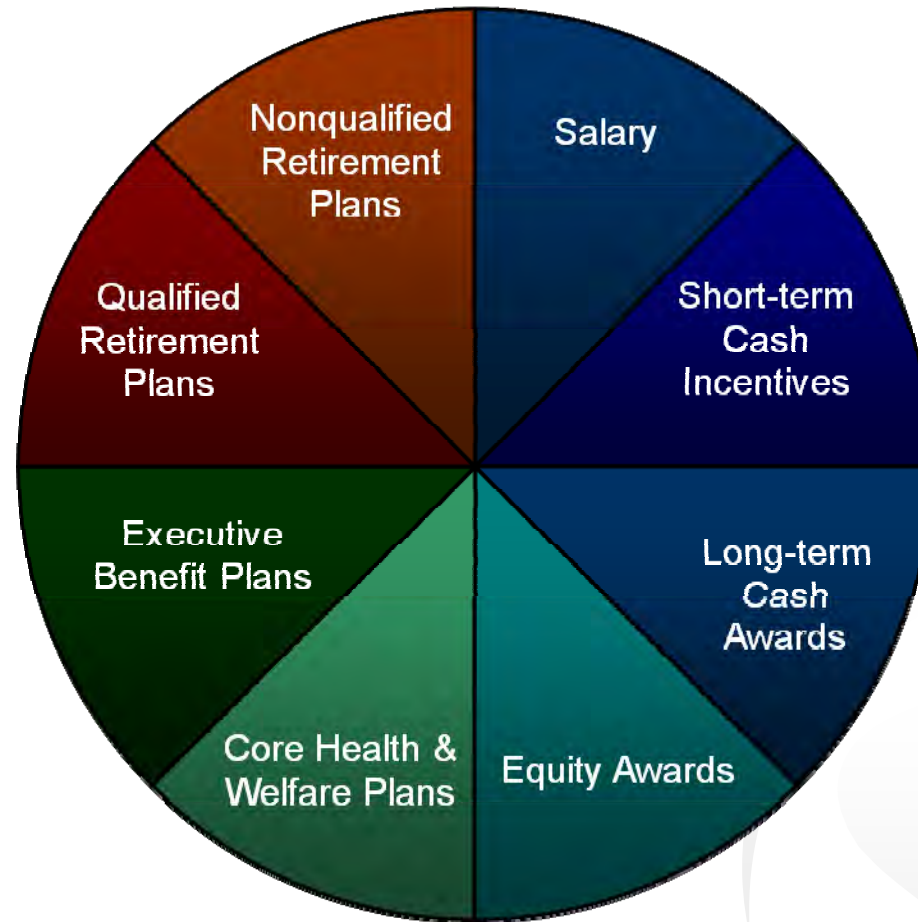 Nonqualified
Retirement
Plans
Salary
Short-term
Cash
Incentives
Long-term
Cash
Awards
Equity Awards
Core Health &
Welfare Plans
Executive
Benefit Plans
Qualified
Retirement
Plans